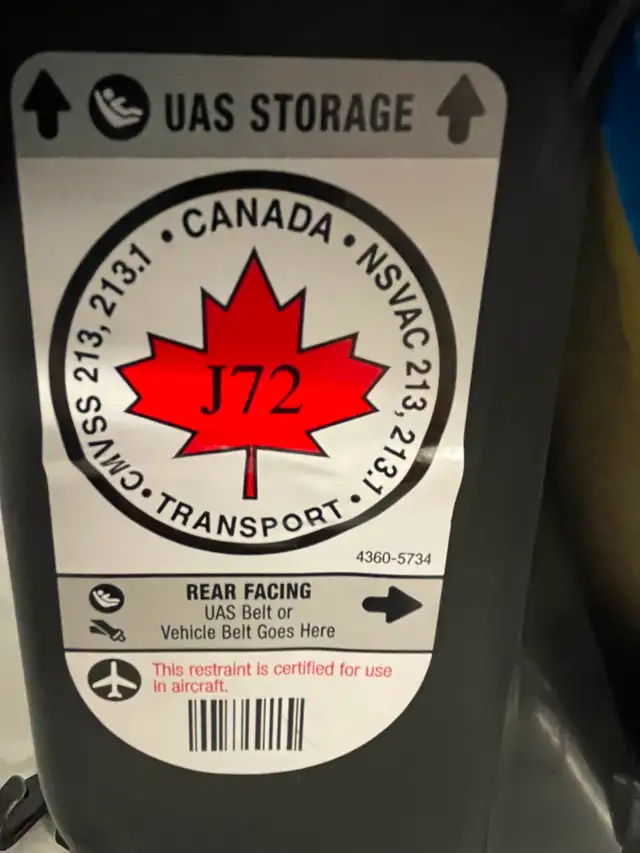 UAS STORAGE
• CANADA •
NSVAC 213, 213.1
CMVSS 213, 213.1
• TRANSPORT •
J72
4360-5734
REAR FACING
UAS Belt or
Vehicle Belt Goes Here
This restraint is certified for use
in aircraft.